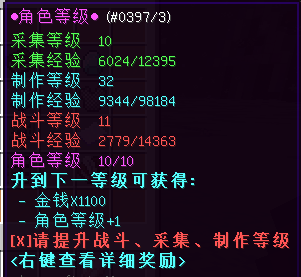 ●角色等级● (#0397/3)
采集等级 10
采集经验 6024/12395
制作等级 32
制作经验 9344/98184
战斗等级 11
战斗经验 2779/14363
角色等级 10/10
升到下一等级可获得:
- 金钱X1100
- 角色等级+1
[X]请提升战斗、采集、制作等级
<右键查看详细奖励>